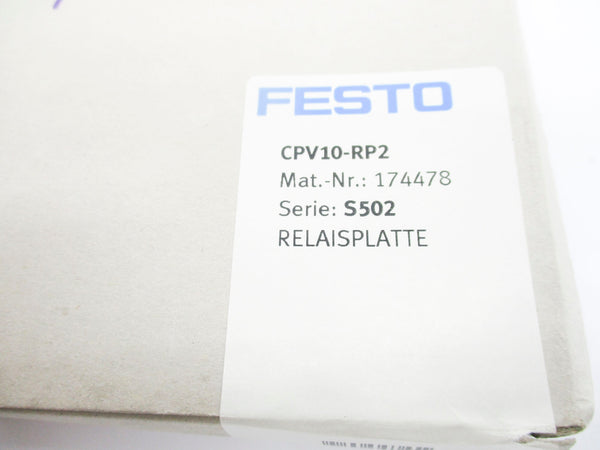 FESTO
CPV10-RP2
Mat.-Nr.: 174478
Serie: S502
RELAISPLATTE